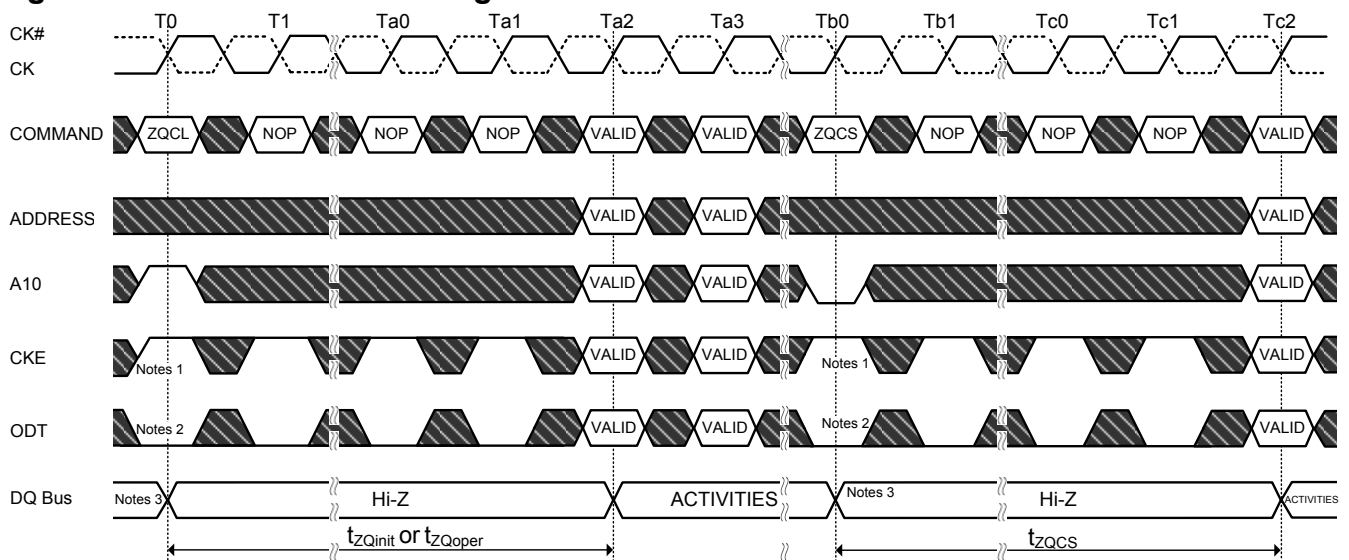 T0 T1 Ta0 Ta1 Ta2 Ta3 Tb0 Tb1 Tc0 Tc1 Tc2
CK#
CK
COMMAND ZQCL NOP NOP NOP VALID VALID ZQCS NOP NOP NOP VALID
ADDRESS VALID VALID VALID
A10 VALID VALID VALID
CKE Notes 1 VALID VALID Notes 1 VALID
ODT Notes 2 VALID VALID Notes 2 VALID
DQ Bus Notes 3 Hi-Z ACTIVITIES Notes 3 Hi-Z ACTIVITIES
tZQinit or tZQoper tZQCS